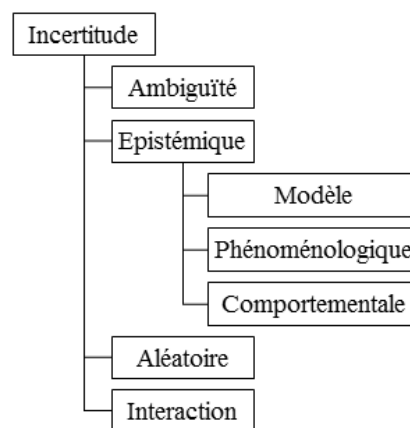 Incertitude
Ambiguïté
Epistémique
Modèle
Phénoménologique
Comportementale
Aléatoire
Interaction